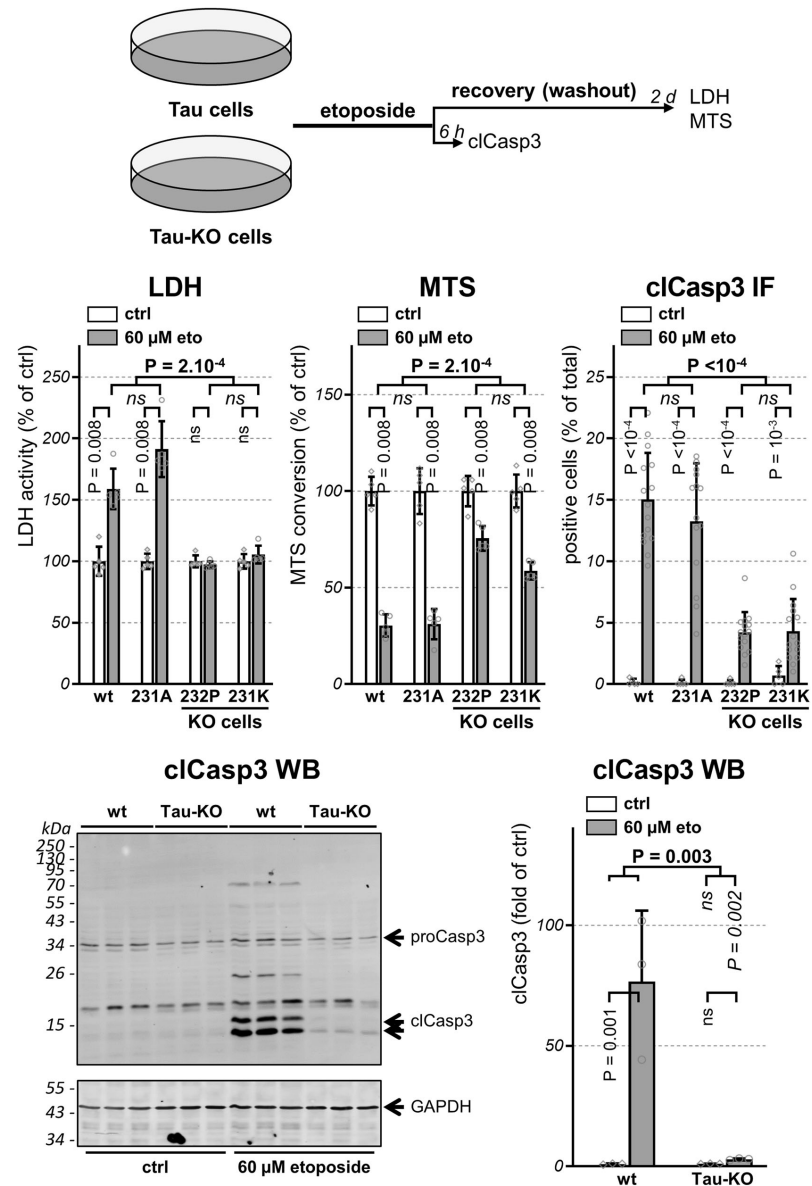 Tau cells
Tau-KO cells
etoposide
recovery (washout)
2 d
LDH
MTS
6 h
clCasp3
LDH
ctrl
60 µM eto
LDH activity (% of ctrl)
P = 2.10-4
ns
ns
P = 0.008
P = 0.008
ns
ns
250
200
150
100
50
0
wt
231A
232P
231K
KO cells
MTS
ctrl
60 µM eto
MTS conversion (% of ctrl)
P = 2.10-4
ns
ns
P = 0.008
P = 0.008
P = 0.008
P = 0.008
150
100
50
0
wt
231A
232P
231K
KO cells
clCasp3 IF
ctrl
60 µM eto
positive cells (% of total)
P <10-4
ns
ns
P <10-4
P <10-4
P <10-4
P = 10-3
25
20
15
10
5
0
wt
231A
232P
231K
KO cells
clCasp3 WB
wt
Tau-KO
wt
Tau-KO
kDa
250 -
130 -
95 -
70 -
55 -
43 -
34 -
26 -
15 -
proCasp3
clCasp3
55 -
43 -
34 -
GAPDH
ctrl
60 µM etoposide
clCasp3 WB
ctrl
60 µM eto
clCasp3 (fold of ctrl)
P = 0.003
ns
P = 0.002
P = 0.001
ns
100
50
0
wt
Tau-KO